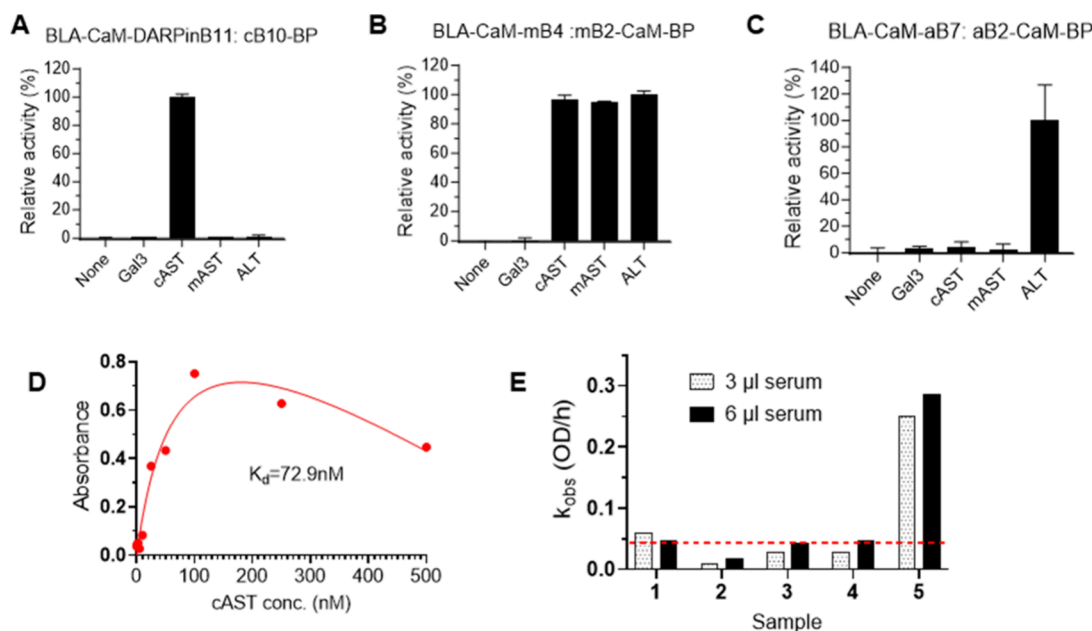 A
BLA-CaM-DARPinB11: cB10-BP
Relative activity (%)
120
100
80
60
40
20
0
None
Gal3
cAST
mAST
ALT
B
BLA-CaM-mB4 :mB2-CaM-BP
Relative activity (%)
120
100
80
60
40
20
0
None
Gal3
cAST
mAST
ALT
C
BLA-CaM-aB7: aB2-CaM-BP
Relative activity (%)
140
120
100
80
60
40
20
0
None
Gal3
cAST
mAST
ALT
D
Absorbance
0.8
0.6
0.4
0.2
0.0
Kd=72.9nM
0
100
200
300
400
500
cAST conc. (nM)
E
3 µl serum
6 µl serum
kobs (OD/h)
0.3
0.2
0.1
0.0
1
2
3
4
5
Sample